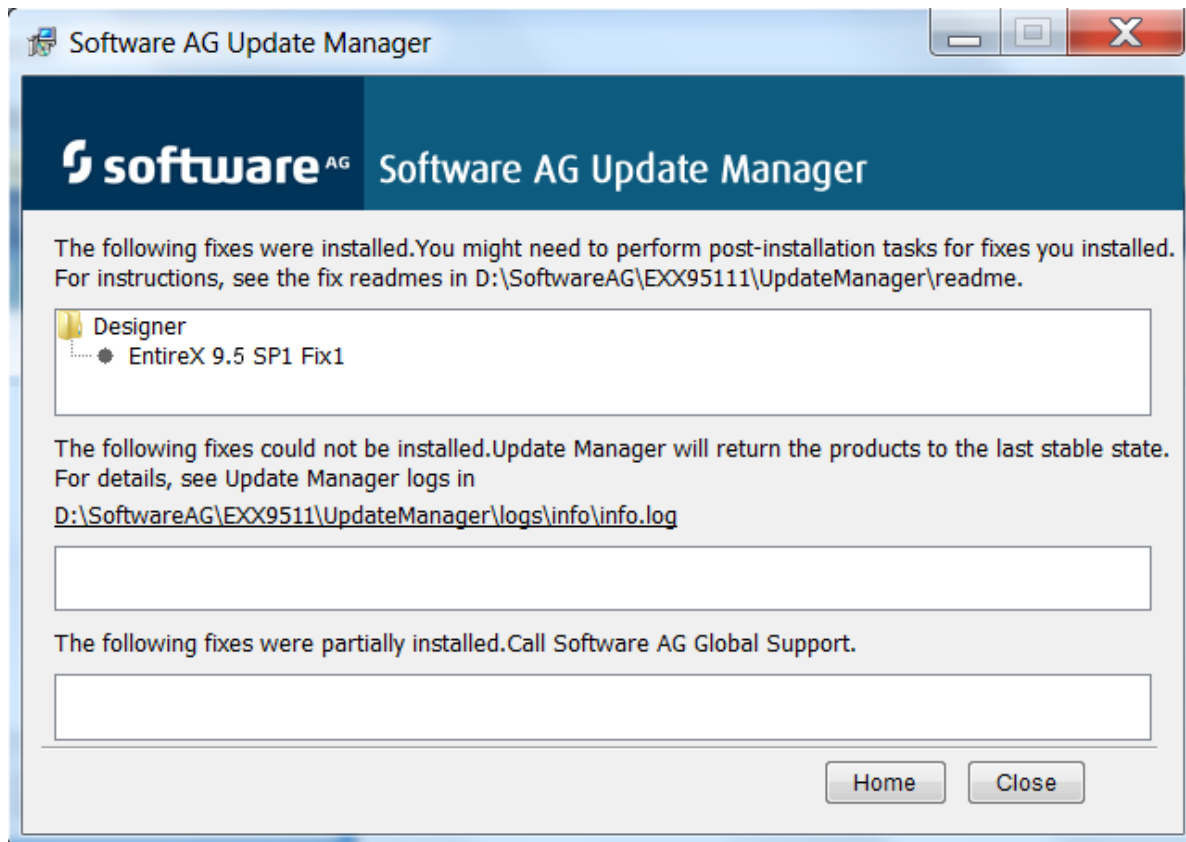 Software AG Update Manager
software AG Software AG Update Manager
The following fixes were installed.You might need to perform post-installation tasks for fixes you installed.
For instructions, see the fix readmes in D:\SoftwareAG\EXX95111\UpdateManager\readme.
Designer
EntireX 9.5 SP1 Fix1
The following fixes could not be installed.Update Manager will return the products to the last stable state.
For details, see Update Manager logs in
D:\SoftwareAG\EXX9511\UpdateManager\logs\info\info.log
The following fixes were partially installed.Call Software AG Global Support.
Home Close